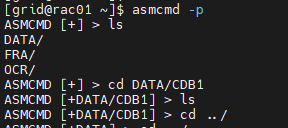 [grid@rac01 ~]$ asmcmd -p
ASMCMD [+] > ls
DATA/
FRA/
OCR/
ASMCMD [+] > cd DATA/CDB1
ASMCMD [+DATA/CDB1] > ls
ASMCMD [+DATA/CDB1] > cd ../